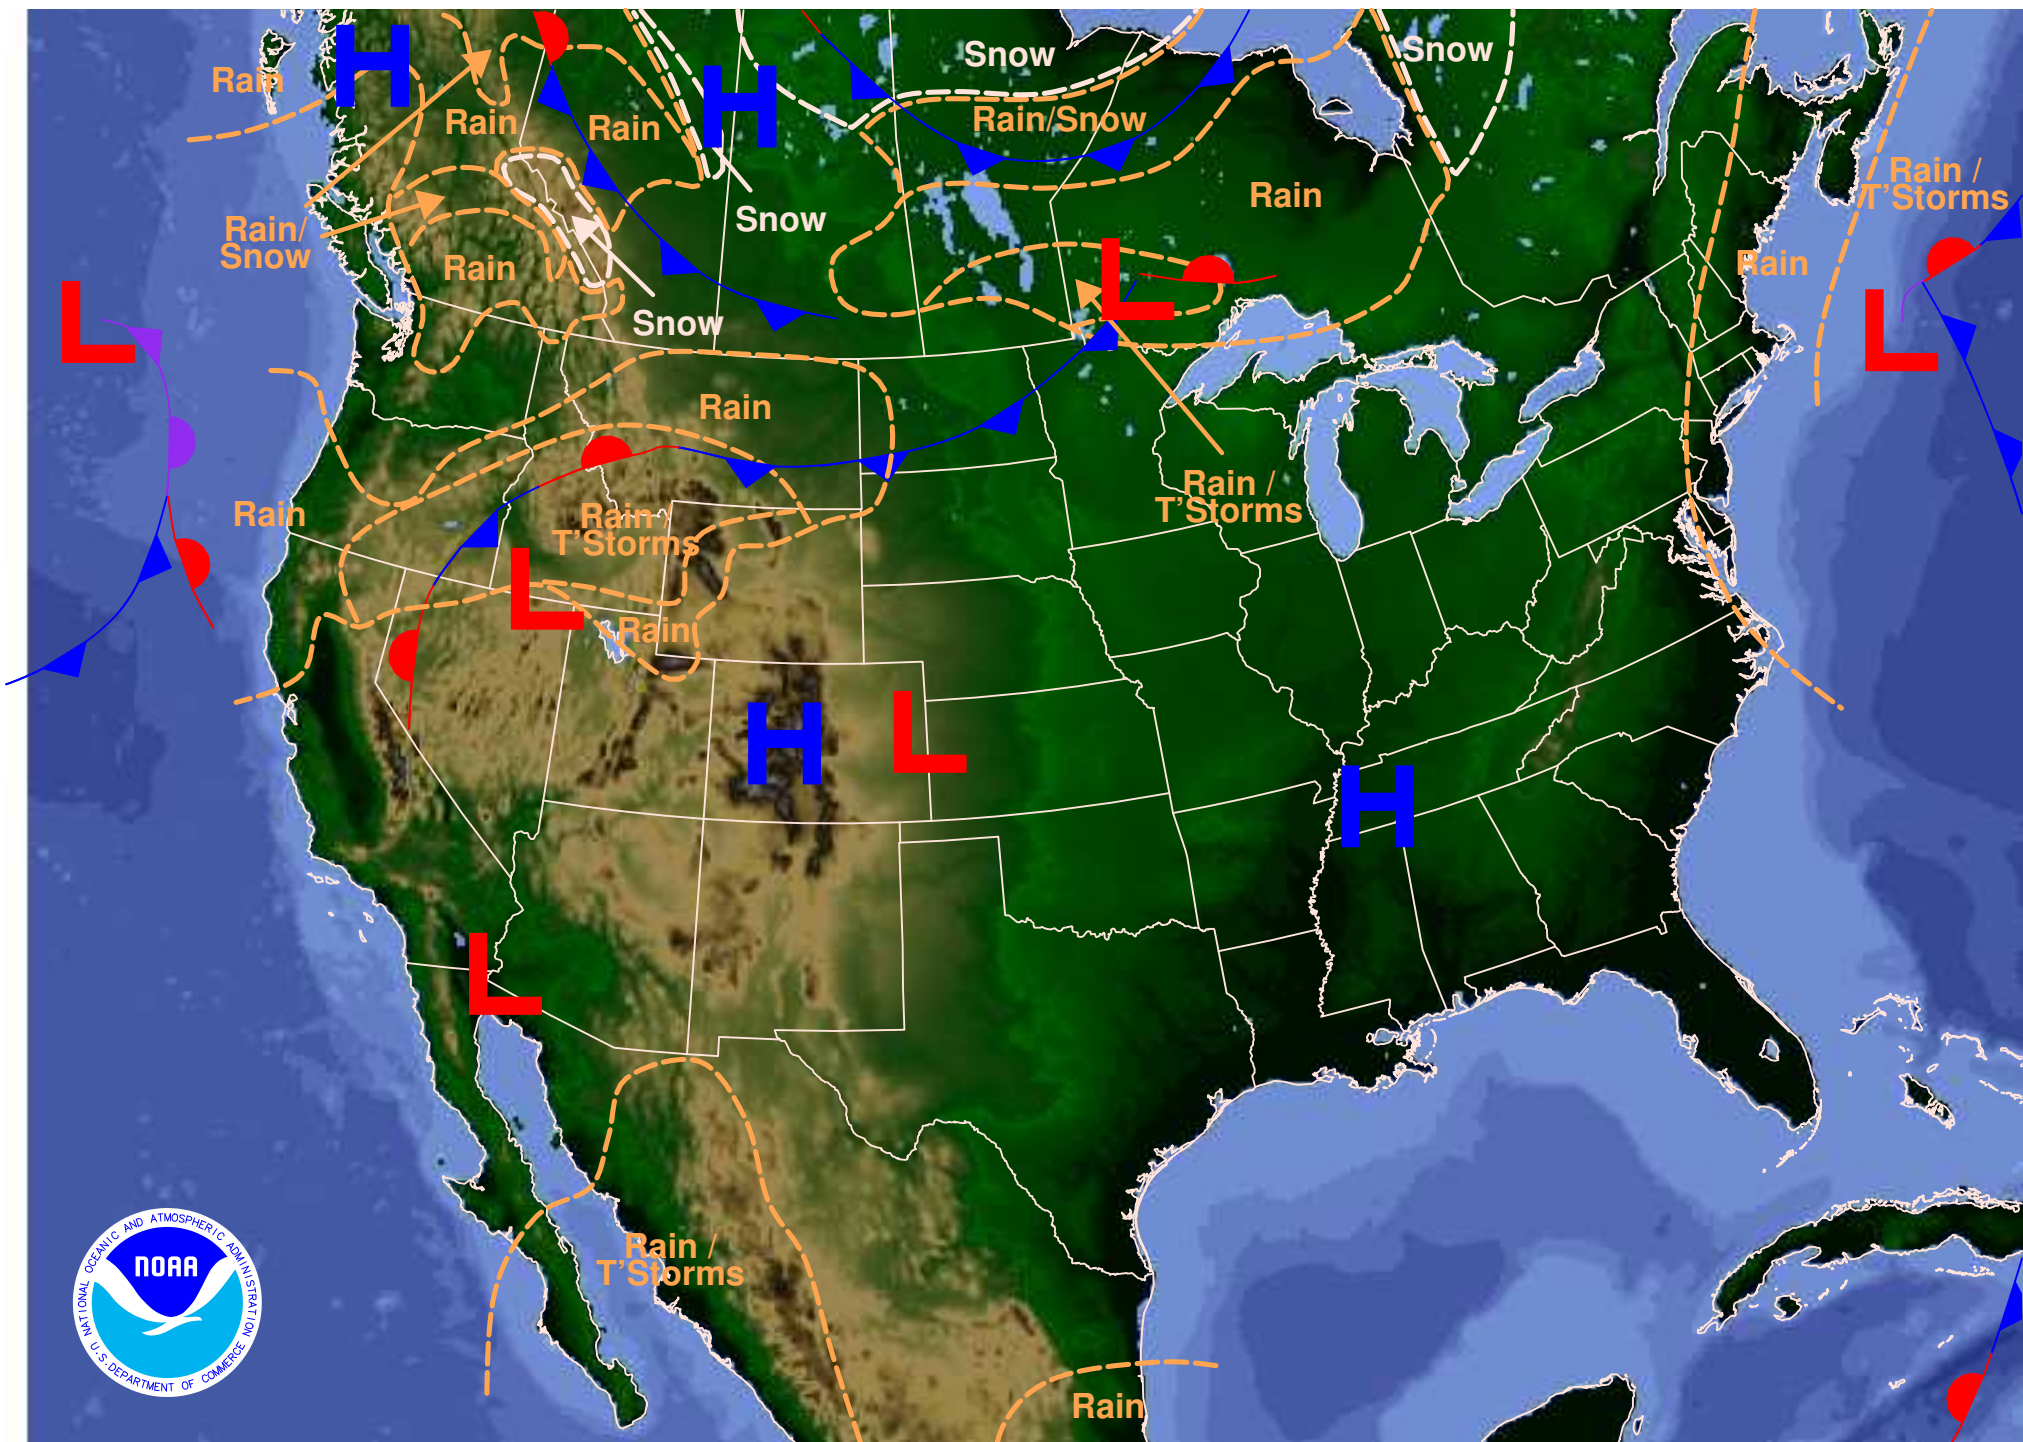 H
Snow
Snow
Rain
H
Rain
Rain
Rain/Snow
Rain /
T'Storms
Rain
Snow
Rain/
Snow
Rain
Rain
L
Snow
L
L
Rain
Rain /
T'Storms
Rain
Rain /
T'Storms
L
Rain
H
L
H
L
Rain /
T'Storms
Rain
NATIONAL OCEANIC AND ATMOSPHERIC ADMINISTRATION
NOAA
U.S. DEPARTMENT OF COMMERCE